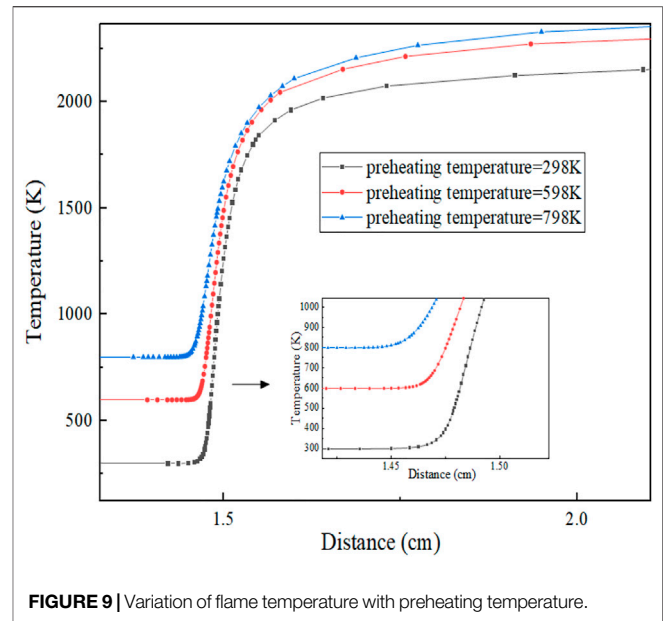 2000
1500
1000
500
Temperature (K)
preheating temperature=298K
preheating temperature=598K
preheating temperature=798K
1000
900
800
700
600
500
400
300
Temperature (K)
1.45
1.50
Distance (cm)
1.5
2.0
Distance (cm)
FIGURE 9 | Variation of flame temperature with preheating temperature.